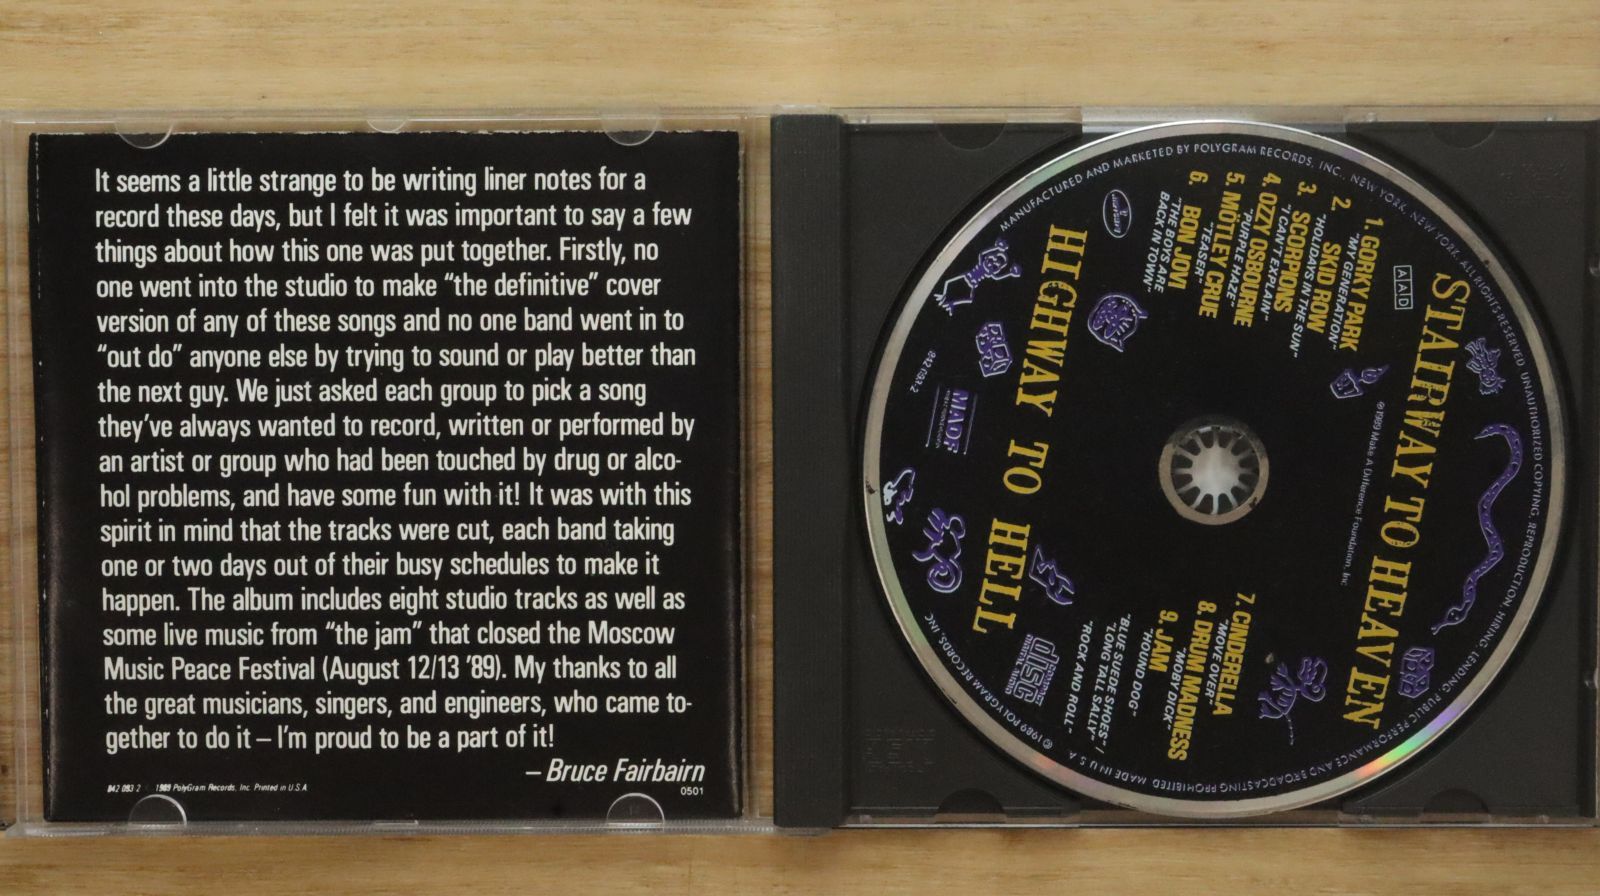 It seems a little strange to be writing liner notes for a
record these days, but I felt it was important to say a few
things about how this one was put together. Firstly, no
one went into the studio to make “the definitive” cover
version of any of these songs and no one band went in to
“out do” anyone else by trying to sound or play better than
the next guy. We just asked each group to pick a song
they’ve always wanted to record, written or performed by
an artist or group who had been touched by drug or alco-
hol problems, and have some fun with it! It was with this
spirit in mind that the tracks were cut, each band taking
one or two days out of their busy schedules to make it
happen. The album includes eight studio tracks as well as
some live music from “the jam” that closed the Moscow
Music Peace Festival (August 12/13 ’89). My thanks to all
the great musicians, singers, and engineers, who came to-
gether to do it – I’m proud to be a part of it!
– Bruce Fairbairn
842 093 2 1989 PolyGram Records, Inc. Printed in U.S.A
0501
STAIRWAY TO HEAVEN
AAD
1. GORKY PARK
"MY GENERATION"
2. SKID ROW
"HOLIDAYS IN THE SUN"
3. SCORPIONS
"I CAN'T EXPLAIN"
4. OZZY OSBOURNE
"PURPLE HAZE"
5. MÖTLEY CRUE
"TEASER"
6. BON JOVI
"THE BOYS ARE
BACK IN TOWN"
7. CINDERELLA
"MOVE OVER"
8. DRUM MADNESS
"MOBY DICK"
9. JAM
"HOUND DOG"
"BLUE SUEDE SHOES"/
"LONG TALL SALLY"
"ROCK AND ROLL"
℗1989 Make A Difference Foundation, Inc.
HIGHWAY TO HELL
842 093-2
MADF
COMPACT
disc
DIGITAL AUDIO
©1989 POLYGRAM RECORDS, INC
MANUFACTURED AND MARKETED BY POLYGRAM RECORDS, INC., NEW YORK, NEW YORK. ALL RIGHTS RESERVED UNAUTHORIZED COPYING, REPRODUCTION, HIRING, LENDING, PUBLIC PERFORMANCE AND BROADCASTING PROHIBITED. MADE IN U.S.A.